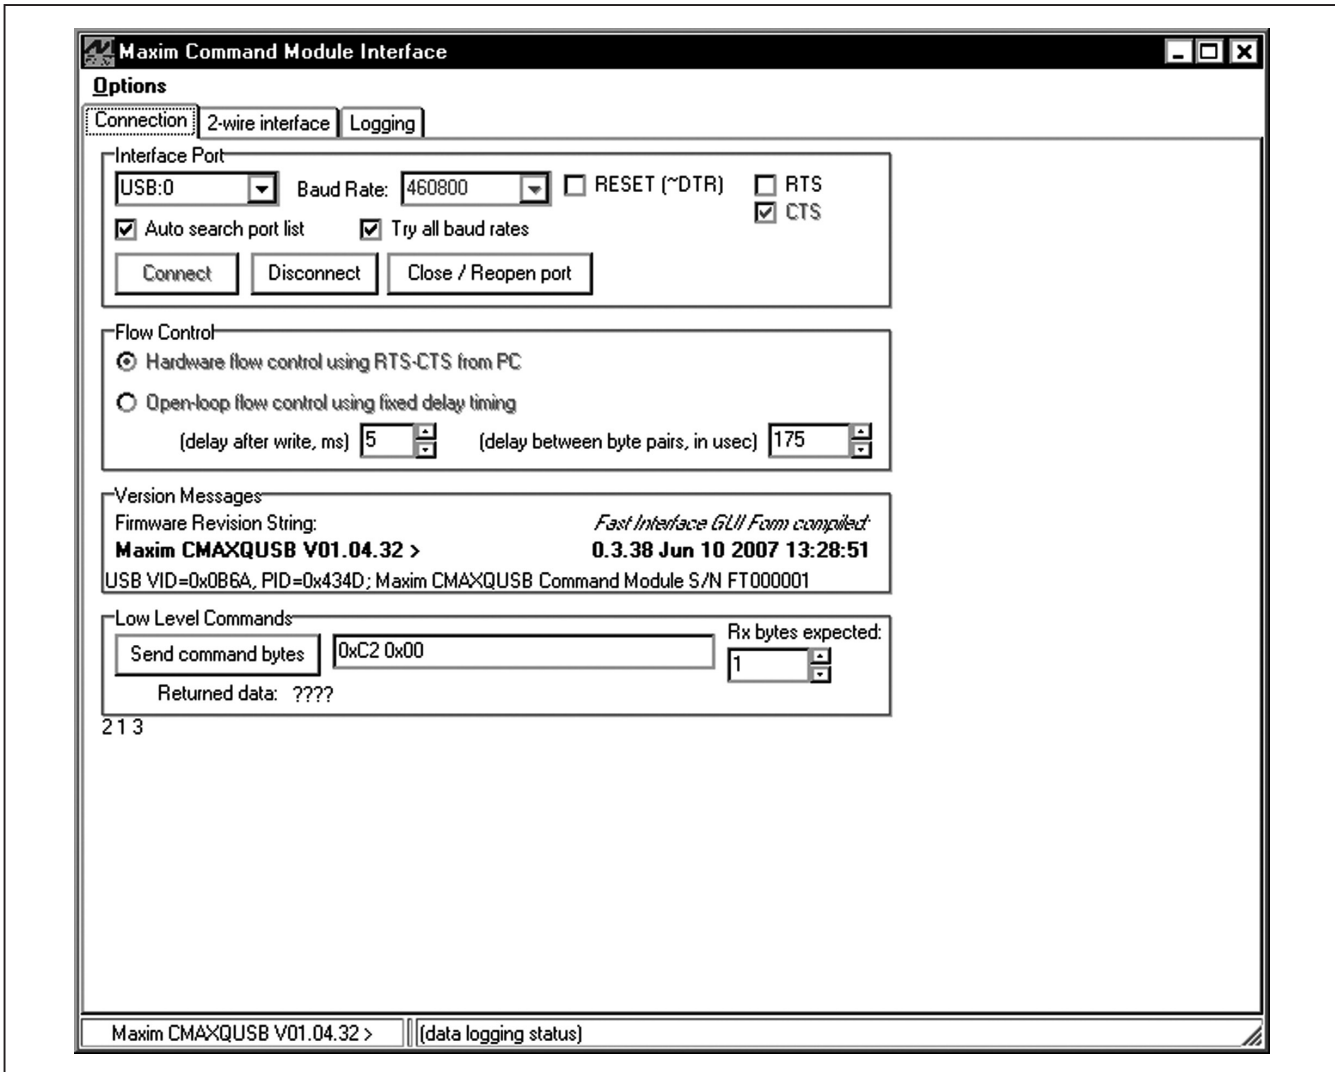 Maxim Command Module Interface
Options
Connection 2-wire interface Logging
Interface Port
USB:0 Baud Rate: 460800 RESET (~DTR) RTS
CTS
Auto search port list Try all baud rates
Connect Disconnect Close / Reopen port
Flow Control
Hardware flow control using RTS-CTS from PC
Open-loop flow control using fixed delay timing
(delay after write, ms) 5 (delay between byte pairs, in usec) 175
Version Messages
Firmware Revision String: Fast Interface GUI Form compiled:
Maxim CMAXQUSB V01.04.32 > 0.3.38 Jun 10 2007 13:28:51
USB VID=0x0B6A, PID=0x434D; Maxim CMAXQUSB Command Module S/N FT000001
Low Level Commands
Rx bytes expected:
Send command bytes 0xC2 0x00 1
Returned data: ????
2 1 3
Maxim CMAXQUSB V01.04.32 > (data logging status)